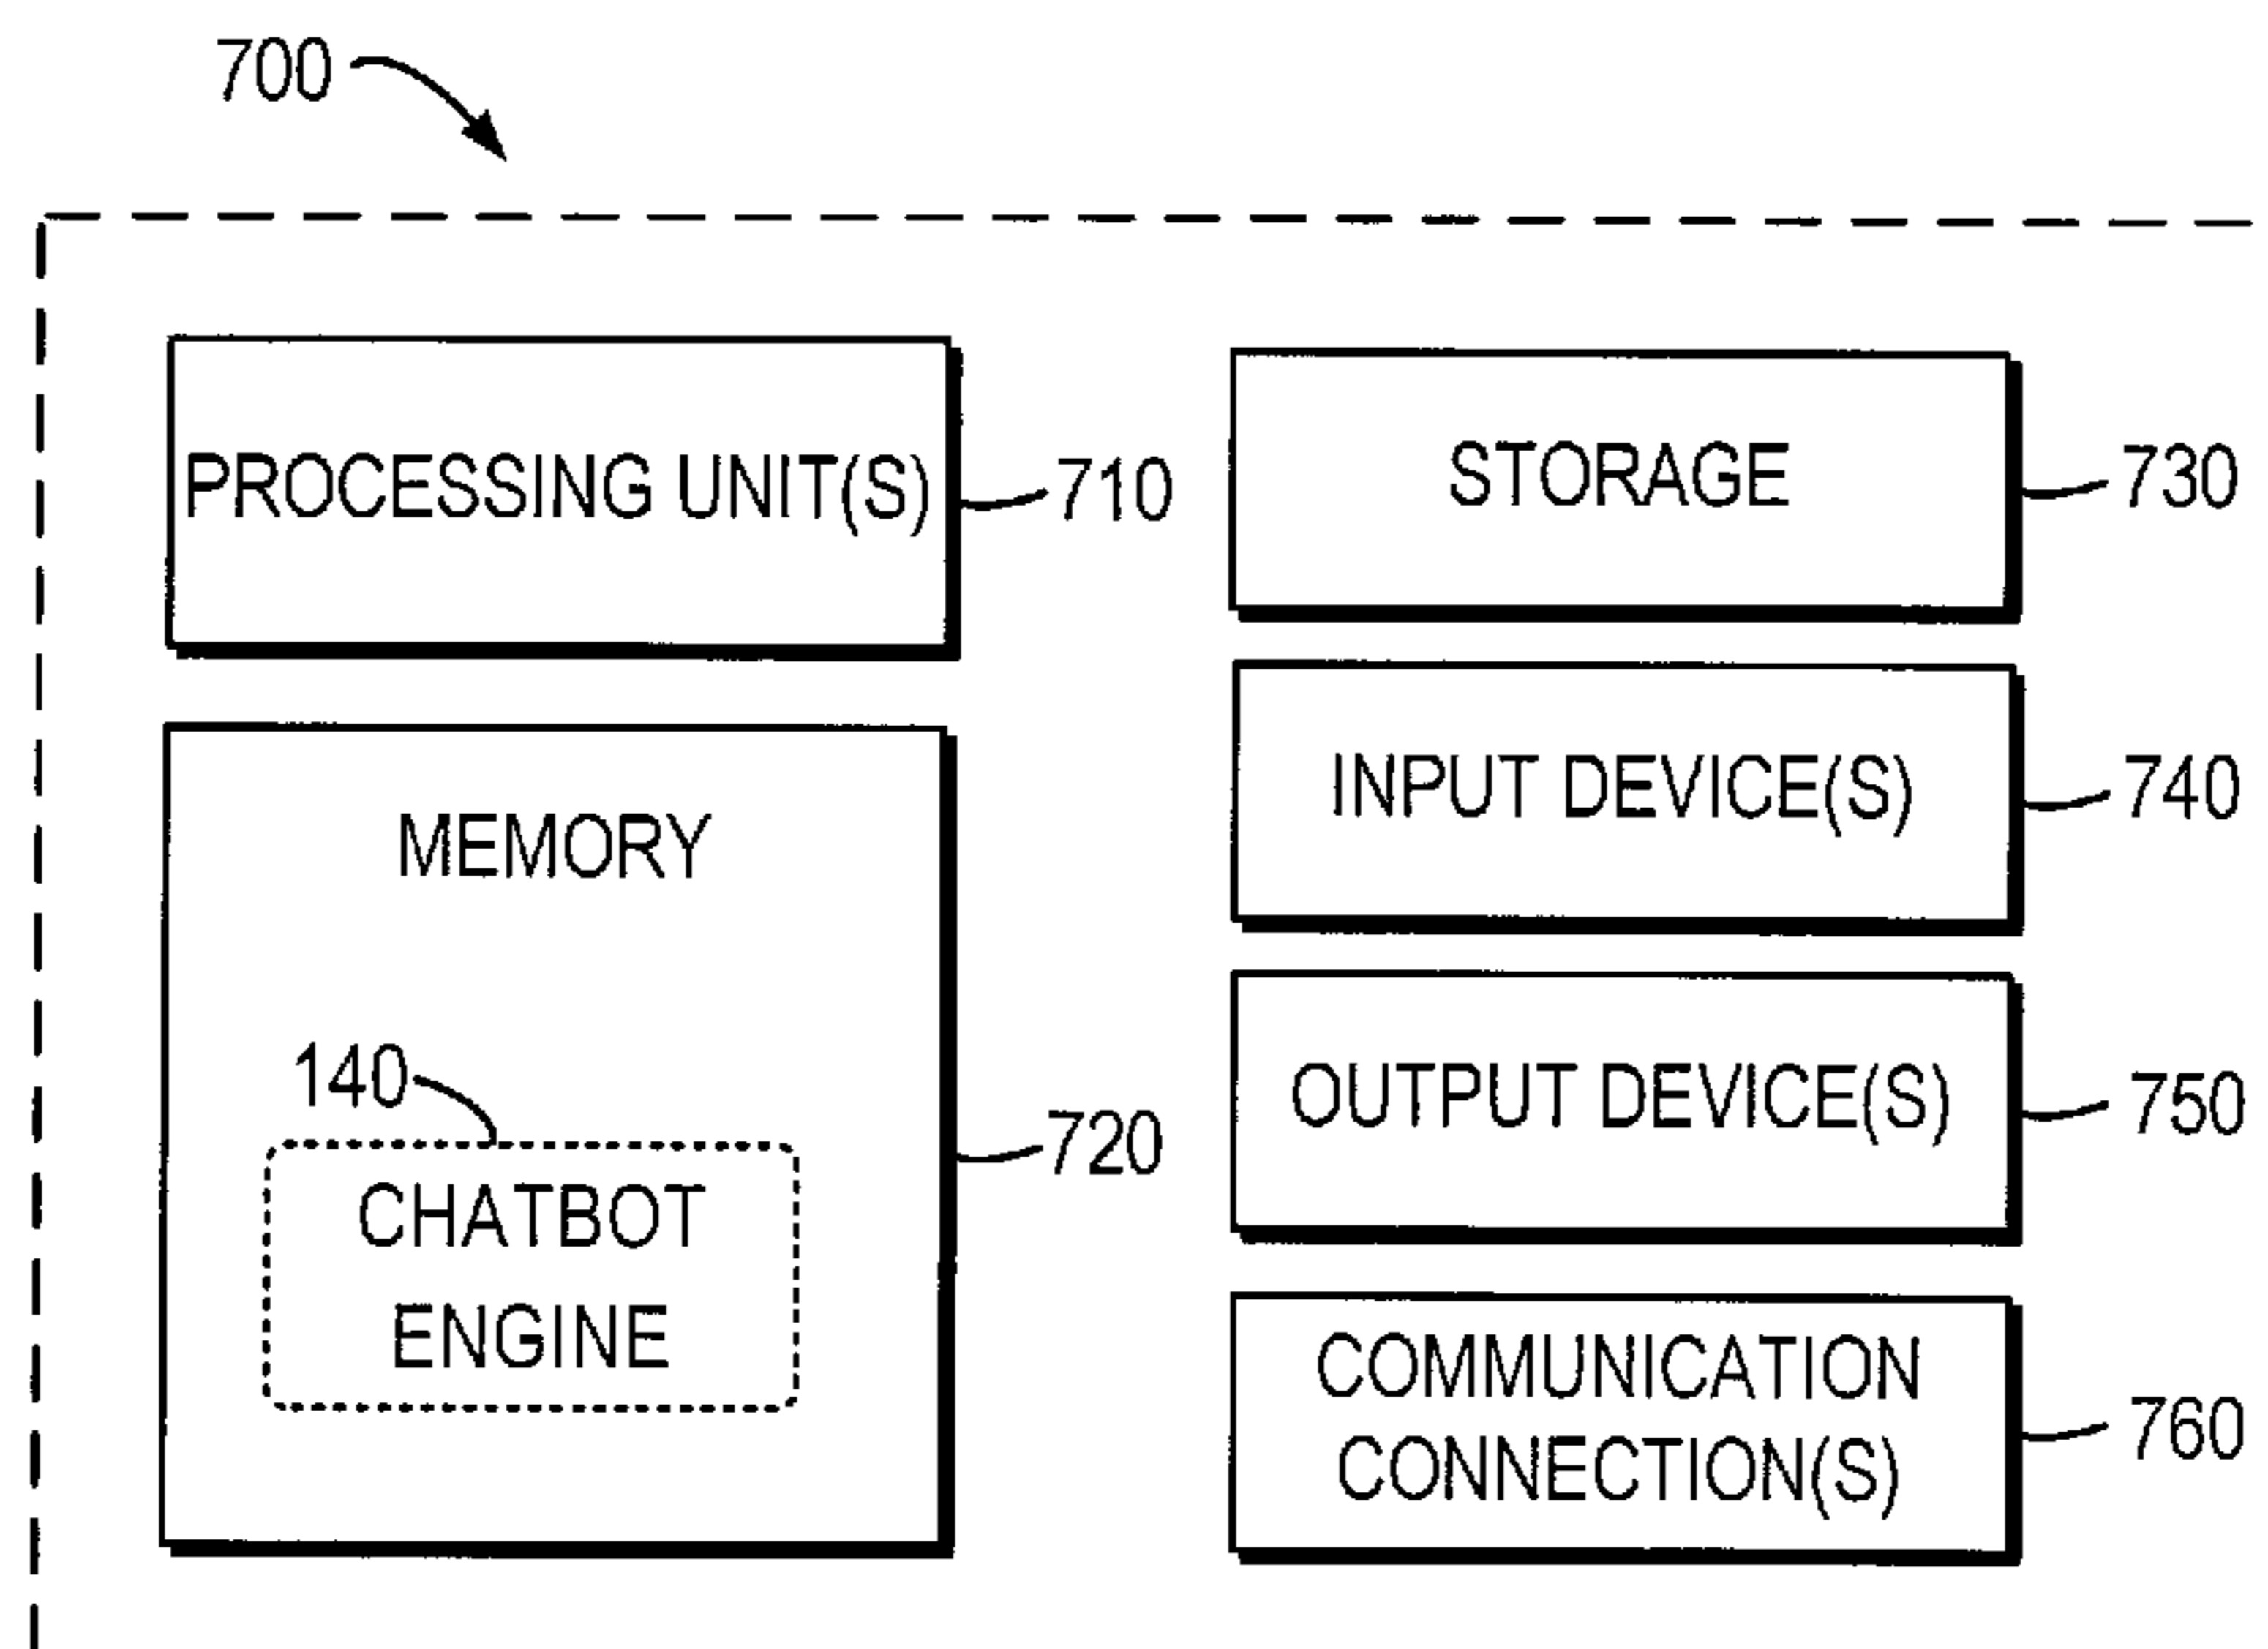 700
PROCESSING UNIT(S)
710
MEMORY
140
CHATBOT
ENGINE
720
STORAGE
730
INPUT DEVICE(S)
740
OUTPUT DEVICE(S)
750
COMMUNICATION
CONNECTION(S)
760